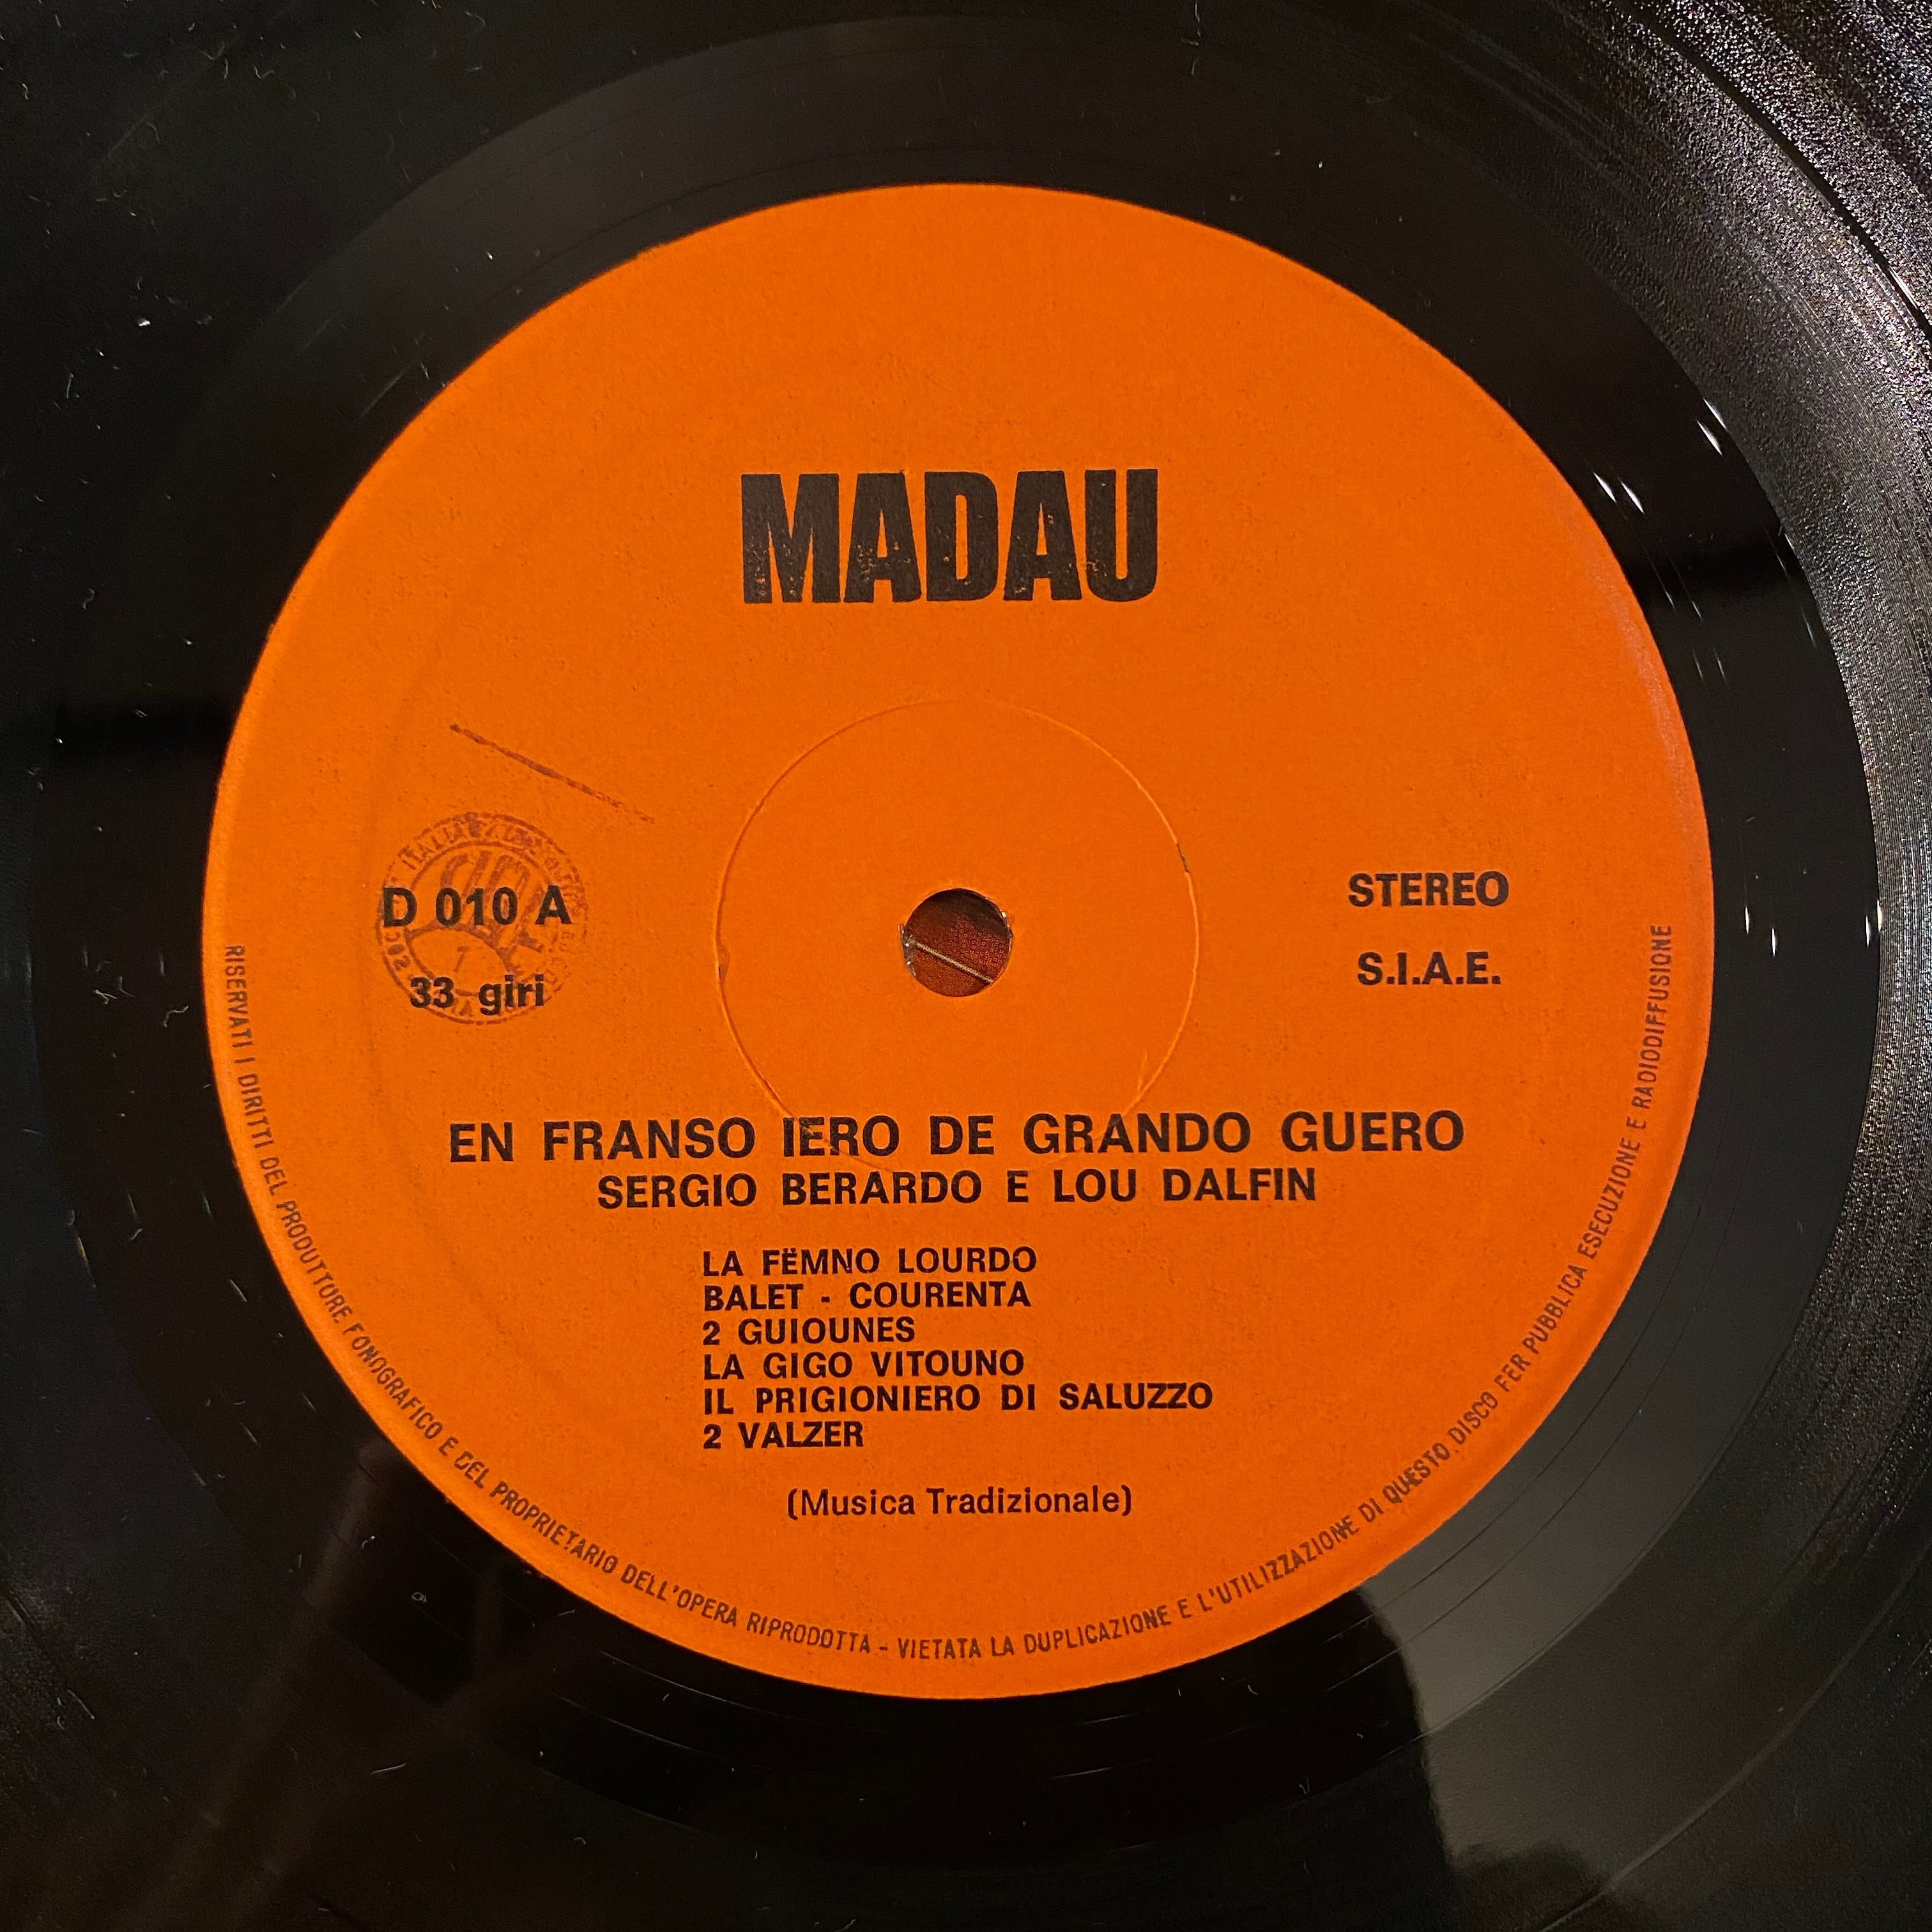 MADAU
D 010 A
33 giri
STEREO
S.I.A.E.
EN FRANSO IERO DE GRANDO GUERO
SERGIO BERARDO E LOU DALFIN
LA FËMNO LOURDO
BALET - COURENTA
2 GUIOUNES
LA GIGO VITOUNO
IL PRIGIONIERO DI SALUZZO
2 VALZER
(Musica Tradizionale)
RISERVATI I DIRITTI DEL PRODUTTORE FONOGRAFICO E DEL PROPRIETARIO DELL'OPERA RIPRODOTTA - VIETATA LA DUPLICAZIONE E L'UTILIZZAZIONE DI QUESTO DISCO PER PUBBLICA ESECUZIONE E RADIODIFFUSIONE